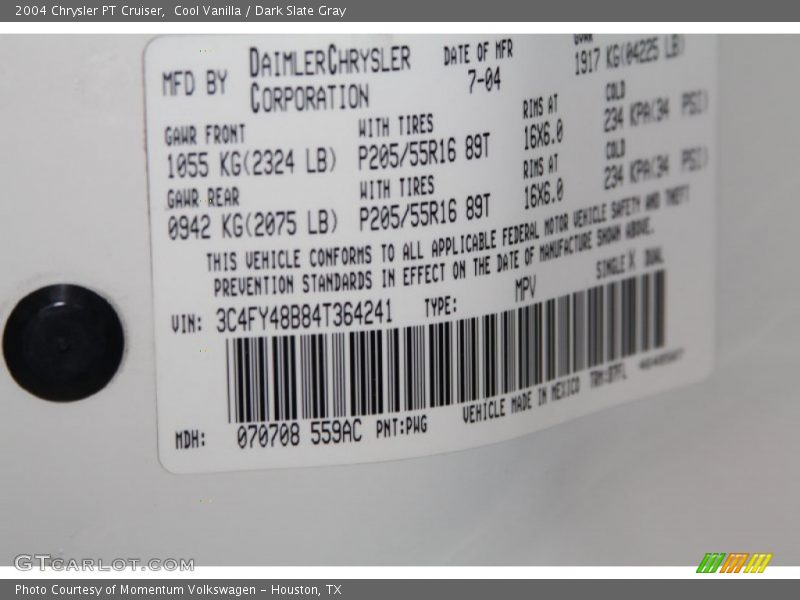 2004 Chrysler PT Cruiser, Cool Vanilla / Dark Slate Gray
MFD BY DAIMLERCHRYSLER CORPORATION
DATE OF MFR 7-04
GVWR 1917 KG(04225 LB)
GAWR FRONT WITH TIRES RIMS AT COLD
1055 KG(2324 LB) P205/55R16 89T 16X6.0 234 KPA(34 PSI)
GAWR REAR WITH TIRES RIMS AT COLD
0942 KG(2075 LB) P205/55R16 89T 16X6.0 234 KPA(34 PSI)
THIS VEHICLE CONFORMS TO ALL APPLICABLE FEDERAL MOTOR VEHICLE SAFETY AND THEFT
PREVENTION STANDARDS IN EFFECT ON THE DATE OF MANUFACTURE SHOWN ABOVE.
VIN: 3C4FY48B84T364241 TYPE: MPV SINGLE X DUAL
MDH: 070708 559AC PNT:PWG VEHICLE MADE IN MEXICO
GTCARLOT.COM
Photo Courtesy of Momentum Volkswagen - Houston, TX